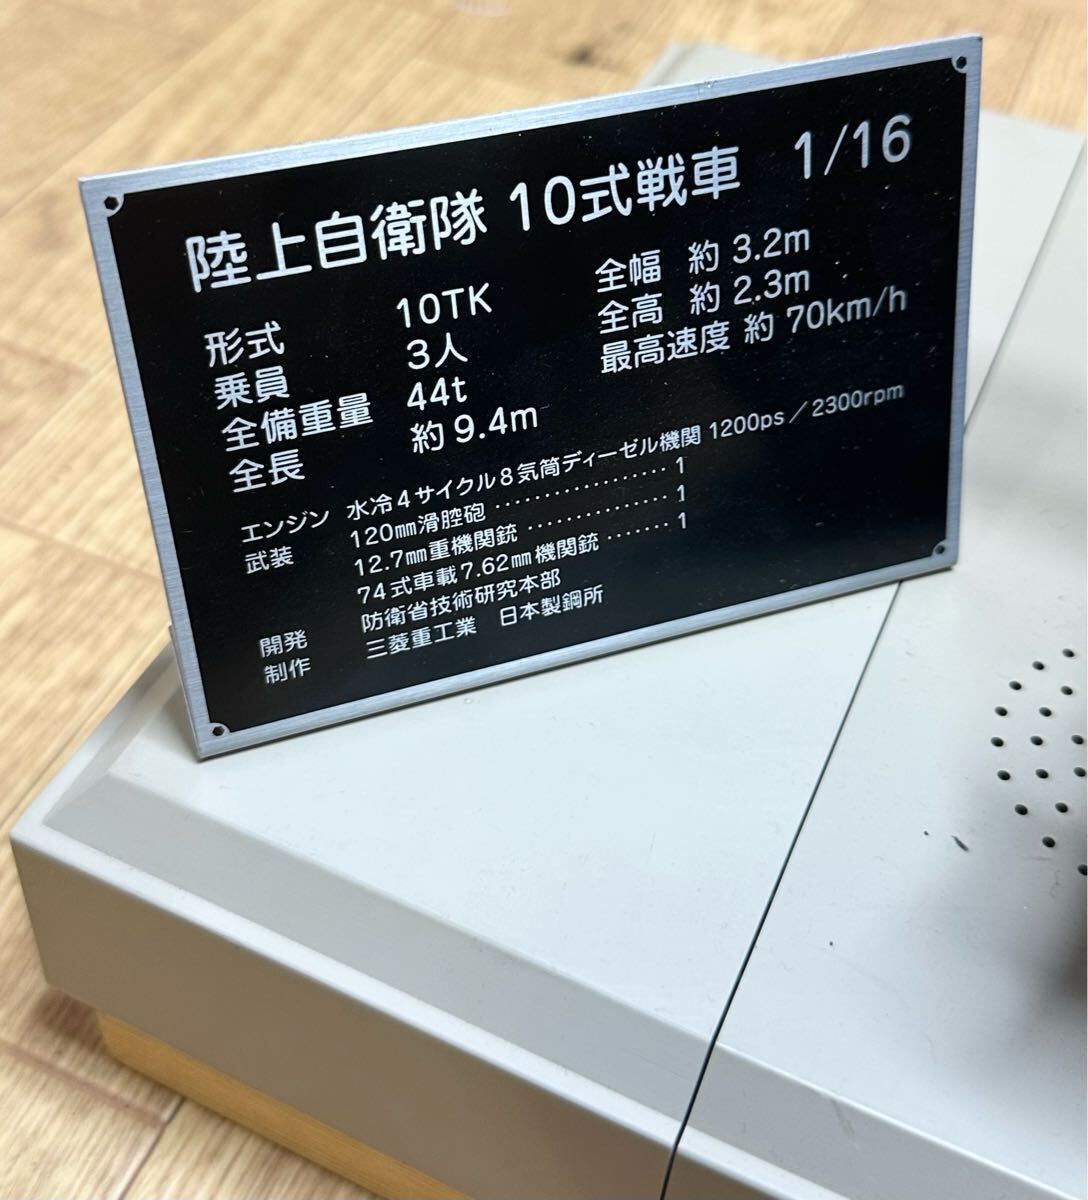 陸上自衛隊 10式戦車 1/16
形式 10TK
乗員 3人
全備重量 44t
全長 約9.4m
全幅 約 3.2m
全高 約 2.3m
最高速度 約 70km/h
エンジン 水冷4サイクル8気筒ディーゼル機関 1200ps/2300rpm
武装 120㎜滑腔砲 ‥‥‥‥‥‥‥‥ 1
12.7㎜重機関銃 ‥‥‥‥‥‥ 1
74式車載7.62㎜機関銃 ‥‥‥ 1
開発 防衛省技術研究本部
制作 三菱重工業 日本製鋼所